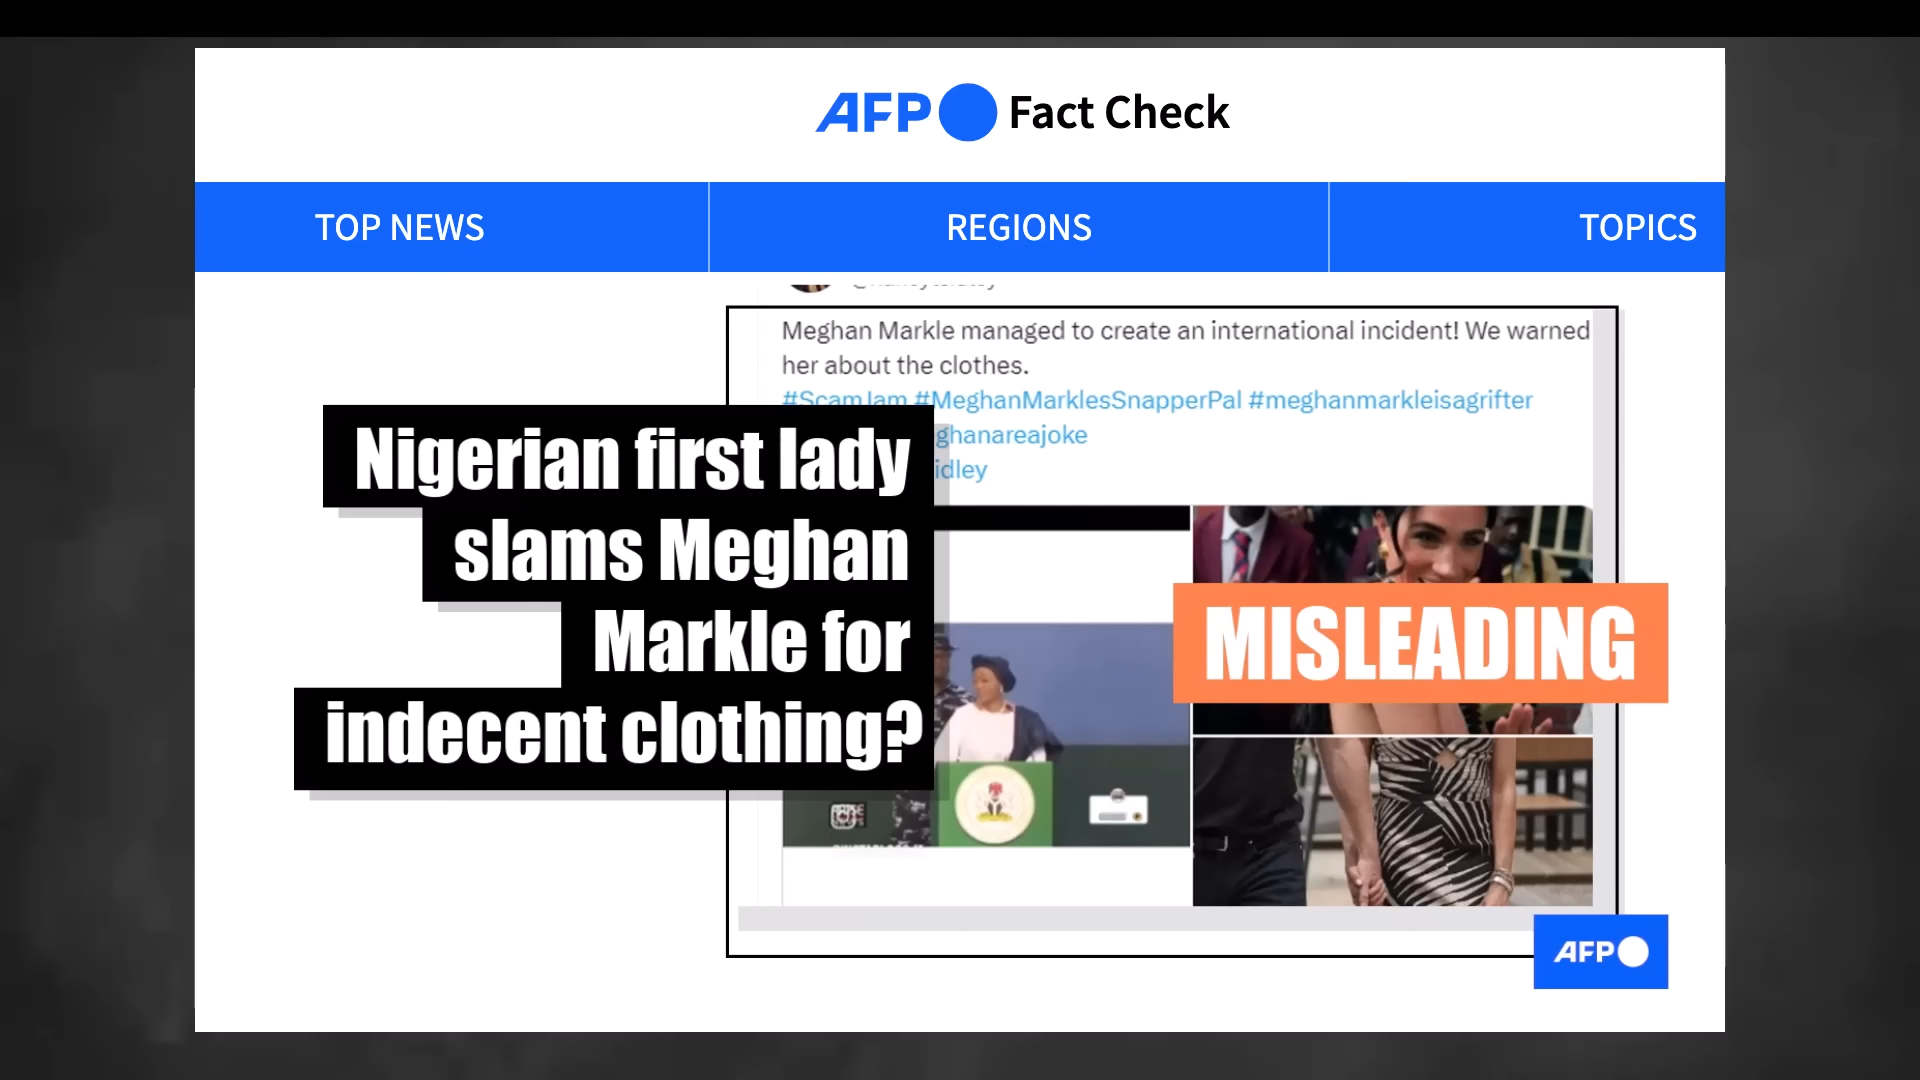 AFP Fact Check
TOP NEWS
REGIONS
TOPICS
Meghan Markle managed to create an international incident! We warned
her about the clothes.
#ScamJam #MeghanMarklesSnapperPal #meghanmarkleisagrifter
ghanareajoke
idley
Nigerian first lady
slams Meghan
Markle for
indecent clothing?
MISLEADING
AFP